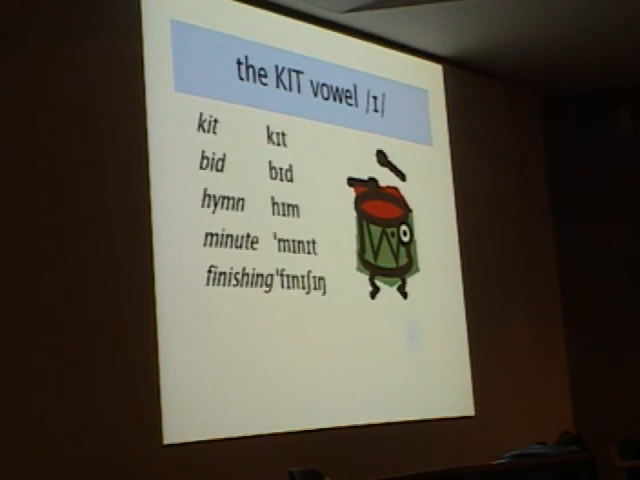 the KIT vowel /ɪ/
kit kɪt
bid bɪd
hymn hɪm
minute ˈmɪnɪt
finishing ˈfɪnɪʃɪŋ